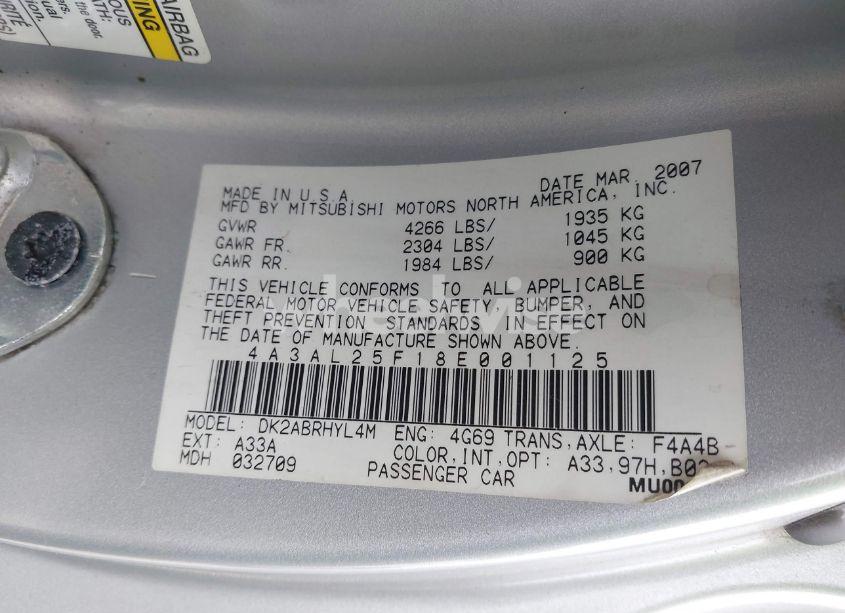 AIRBAG
WARNING
MADE IN U.S.A. DATE MAR. 2007
MFD BY MITSUBISHI MOTORS NORTH AMERICA, INC.
GVWR 4266 LBS/ 1935 KG
GAWR FR. 2304 LBS/ 1045 KG
GAWR RR. 1984 LBS/ 900 KG
THIS VEHICLE CONFORMS TO ALL APPLICABLE
FEDERAL MOTOR VEHICLE SAFETY, BUMPER, AND
THEFT PREVENTION STANDARDS IN EFFECT ON
THE DATE OF MANUFACTURE SHOWN ABOVE.
4A3AL25F18E001125
MODEL: DK2ABRHYL4M ENG: 4G69 TRANS,AXLE: F4A4B
EXT: A33A COLOR,INT,OPT: A33,97H,B0
MDH 032709 PASSENGER CAR
MU00